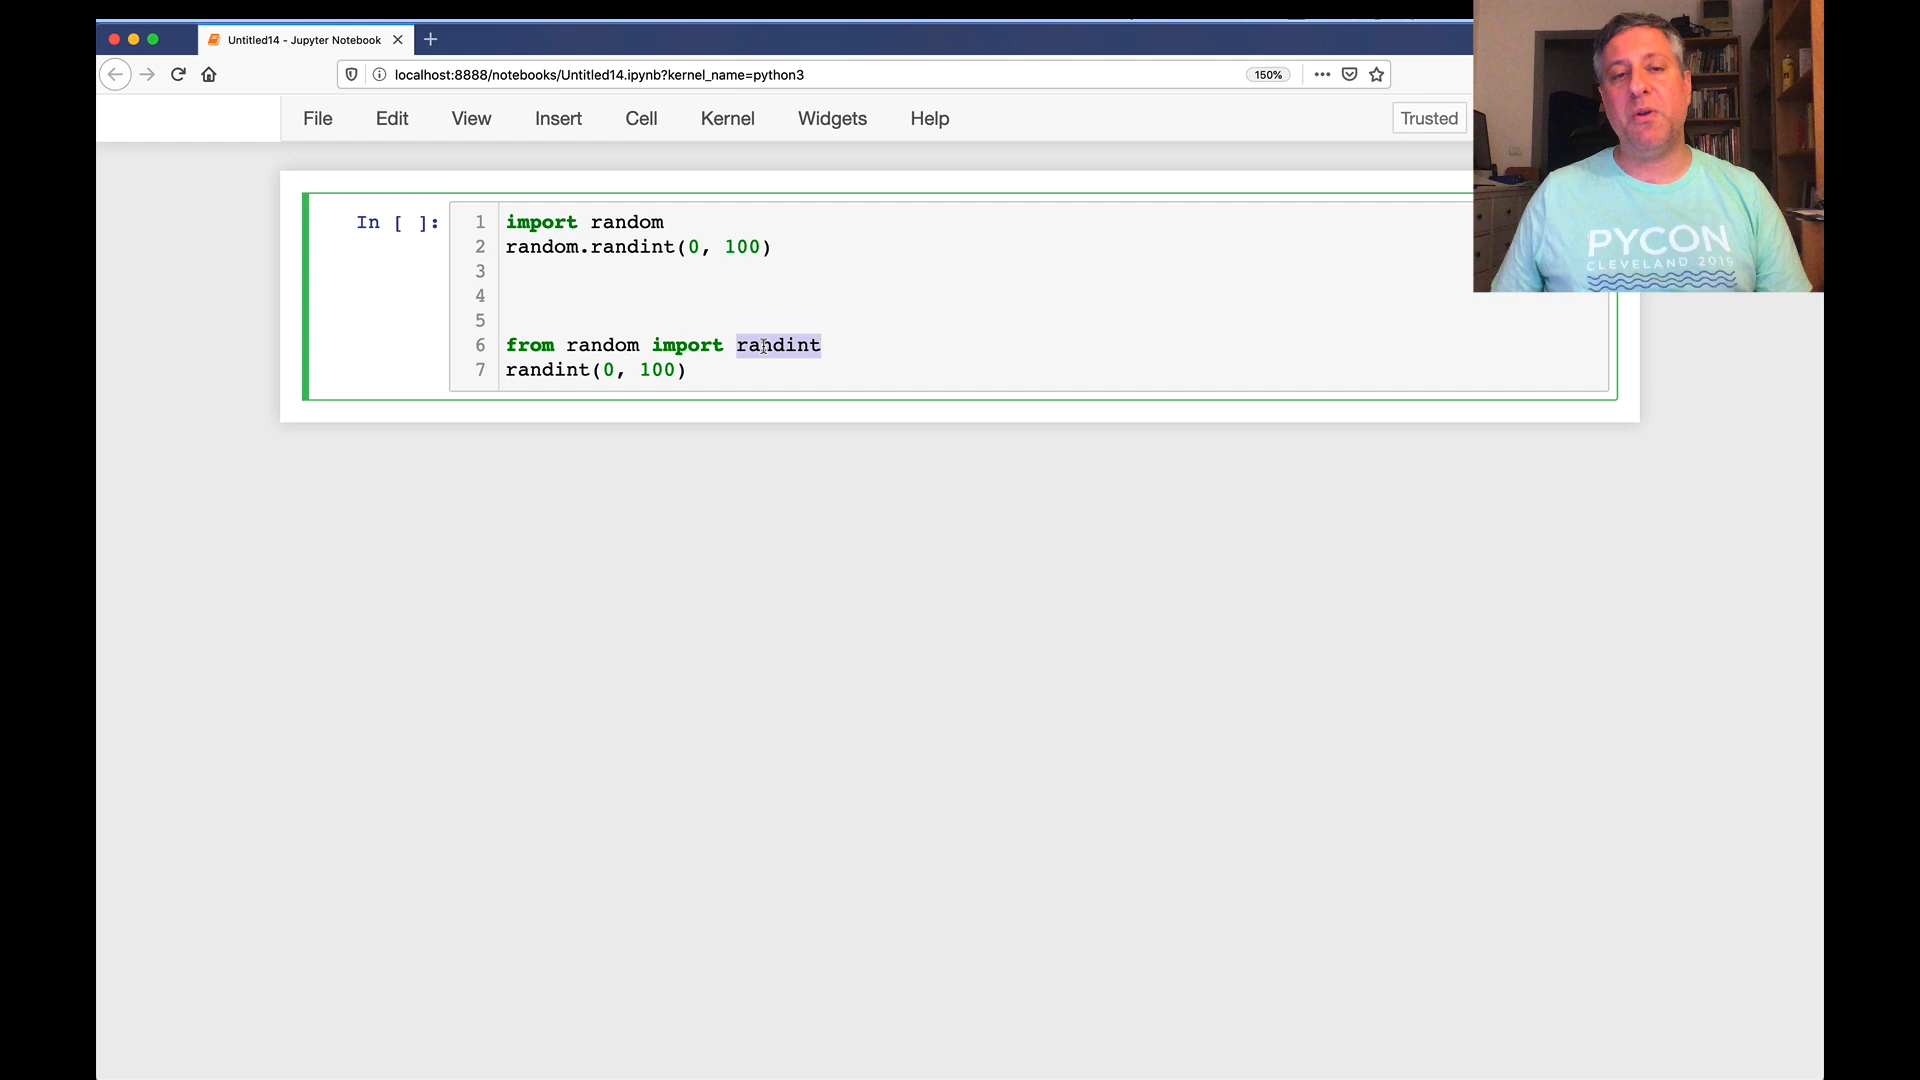 Untitled14 - Jupyter Notebook
localhost:8888/notebooks/Untitled14.ipynb?kernel_name=python3
150%
File Edit View Insert Cell Kernel Widgets Help
Trusted
In [ ]:
1 import random
2 random.randint(0, 100)
3
4
5
6 from random import randint
7 randint(0, 100)
PYCON
CLEVELAND 2019